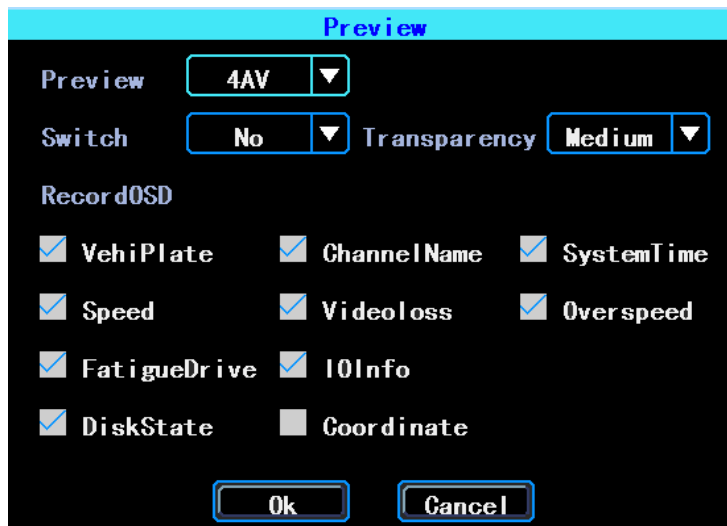 Preview
Preview 4AV
Switch No Transparency Medium
RecordOSD
VehiPlate ChannelName SystemTime
Speed Videoloss Overspeed
FatigueDrive IOInfo
DiskState Coordinate
Ok Cancel